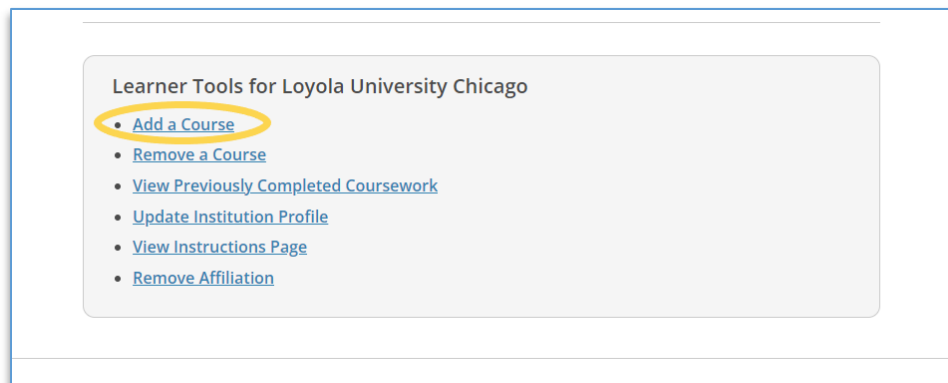 Learner Tools for Loyola University Chicago
Add a Course
Remove a Course
View Previously Completed Coursework
Update Institution Profile
View Instructions Page
Remove Affiliation